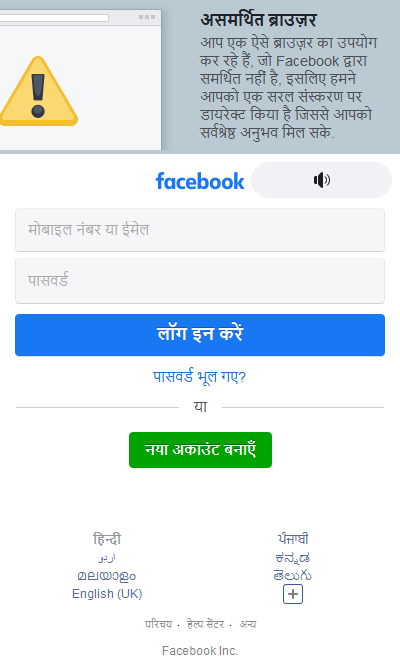 असमर्थित ब्राउज़र
आप एक ऐसे ब्राउज़र का उपयोग
कर रहे हैं, जो Facebook द्वारा
समर्थित नहीं है, इसलिए हमने
आपको एक सरल संस्करण पर
डायरेक्ट किया है जिससे आपको
सर्वश्रेष्ठ अनुभव मिल सके.
facebook
मोबाइल नंबर या ईमेल
पासवर्ड
लॉग इन करें
पासवर्ड भूल गए?
या
नया अकाउंट बनाएँ
हिन्दी
اردو
മലയാളം
English (UK)
ਪੰਜਾਬੀ
ಕನ್ನಡ
తెలుగు
परिचय · हेल्प सेंटर · अन्य
Facebook Inc.